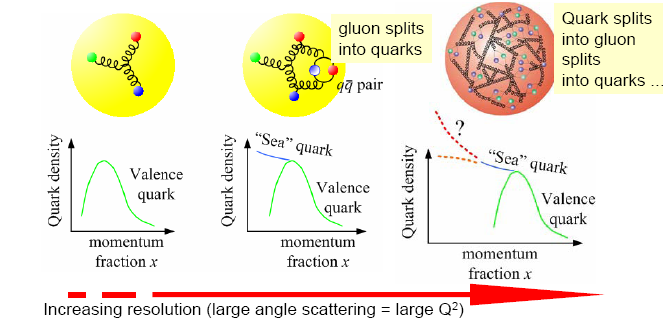 gluon splits
into quarks
qq̄ pair
Quark splits
into gluon
splits
into quarks ...
Quark density
Valence
quark
momentum
fraction x
Quark density
“Sea” quark
Valence
quark
momentum
fraction x
Quark density
?
“Sea” quark
Valence
quark
momentum
fraction x
Increasing resolution (large angle scattering = large Q²)